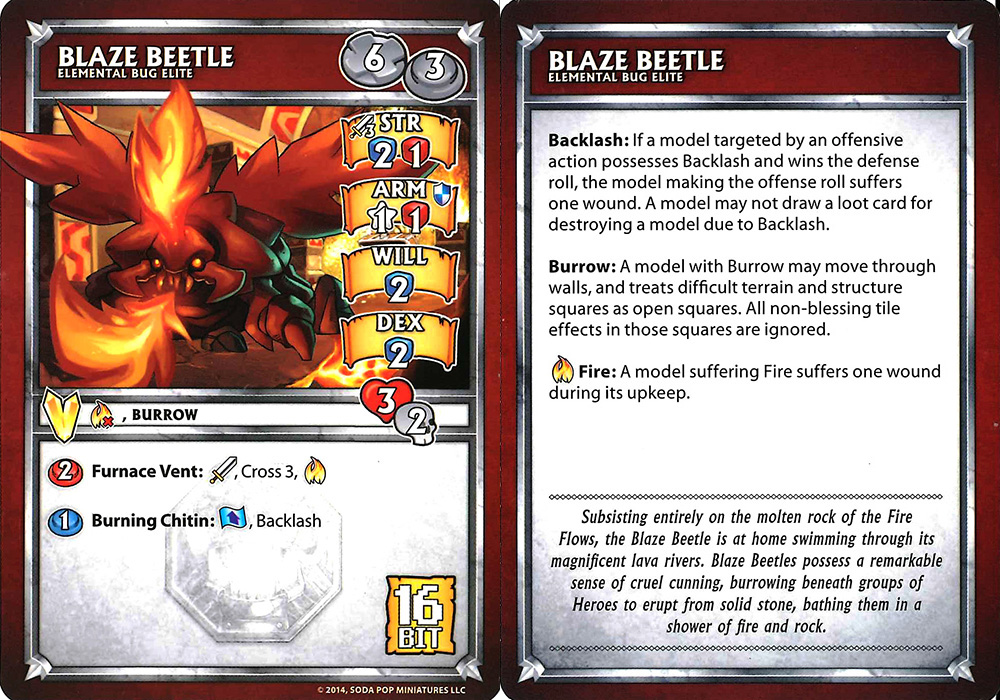 BLAZE BEETLE
ELEMENTAL BUG ELITE
6
3
3 STR
2 1
ARM
1 1
WILL
2
DEX
2
3
2
, BURROW
2 Furnace Vent: , Cross 3,
1 Burning Chitin: , Backlash
16
BIT
© 2014, SODA POP MINIATURES LLC
BLAZE BEETLE
ELEMENTAL BUG ELITE
Backlash: If a model targeted by an offensive
action possesses Backlash and wins the defense
roll, the model making the offense roll suffers
one wound. A model may not draw a loot card for
destroying a model due to Backlash.
Burrow: A model with Burrow may move through
walls, and treats difficult terrain and structure
squares as open squares. All non-blessing tile
effects in those squares are ignored.
Fire: A model suffering Fire suffers one wound
during its upkeep.
Subsisting entirely on the molten rock of the Fire
Flows, the Blaze Beetle is at home swimming through its
magnificent lava rivers. Blaze Beetles possess a remarkable
sense of cruel cunning, burrowing beneath groups of
Heroes to erupt from solid stone, bathing them in a
shower of fire and rock.